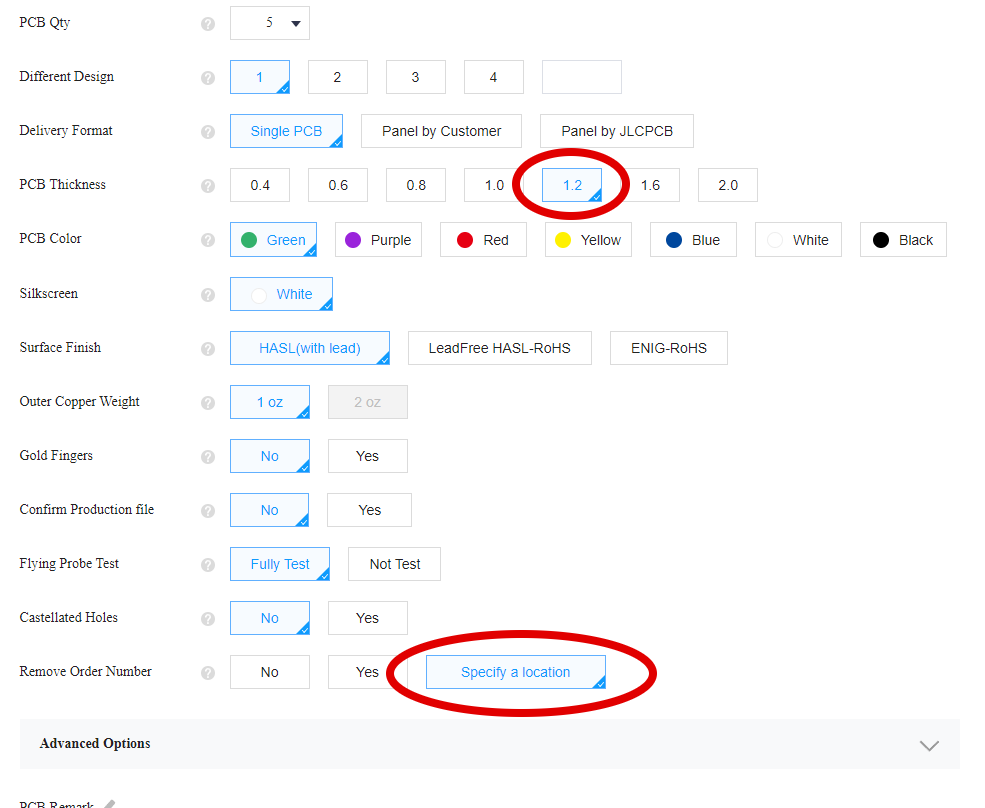 PCB Qty ? 5
Different Design ? 1 2 3 4
Delivery Format ? Single PCB Panel by Customer Panel by JLCPCB
PCB Thickness ? 0.4 0.6 0.8 1.0 1.2 1.6 2.0
PCB Color ? Green Purple Red Yellow Blue White Black
Silkscreen ? White
Surface Finish ? HASL(with lead) LeadFree HASL-RoHS ENIG-RoHS
Outer Copper Weight ? 1 oz 2 oz
Gold Fingers ? No Yes
Confirm Production file ? No Yes
Flying Probe Test ? Fully Test Not Test
Castellated Holes ? No Yes
Remove Order Number ? No Yes Specify a location
Advanced Options
PCB Remark